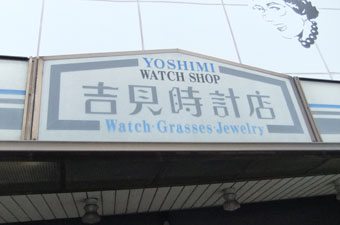 YOSHIMI
WATCH SHOP
吉見時計店
Watch·Grasses·Jewelry